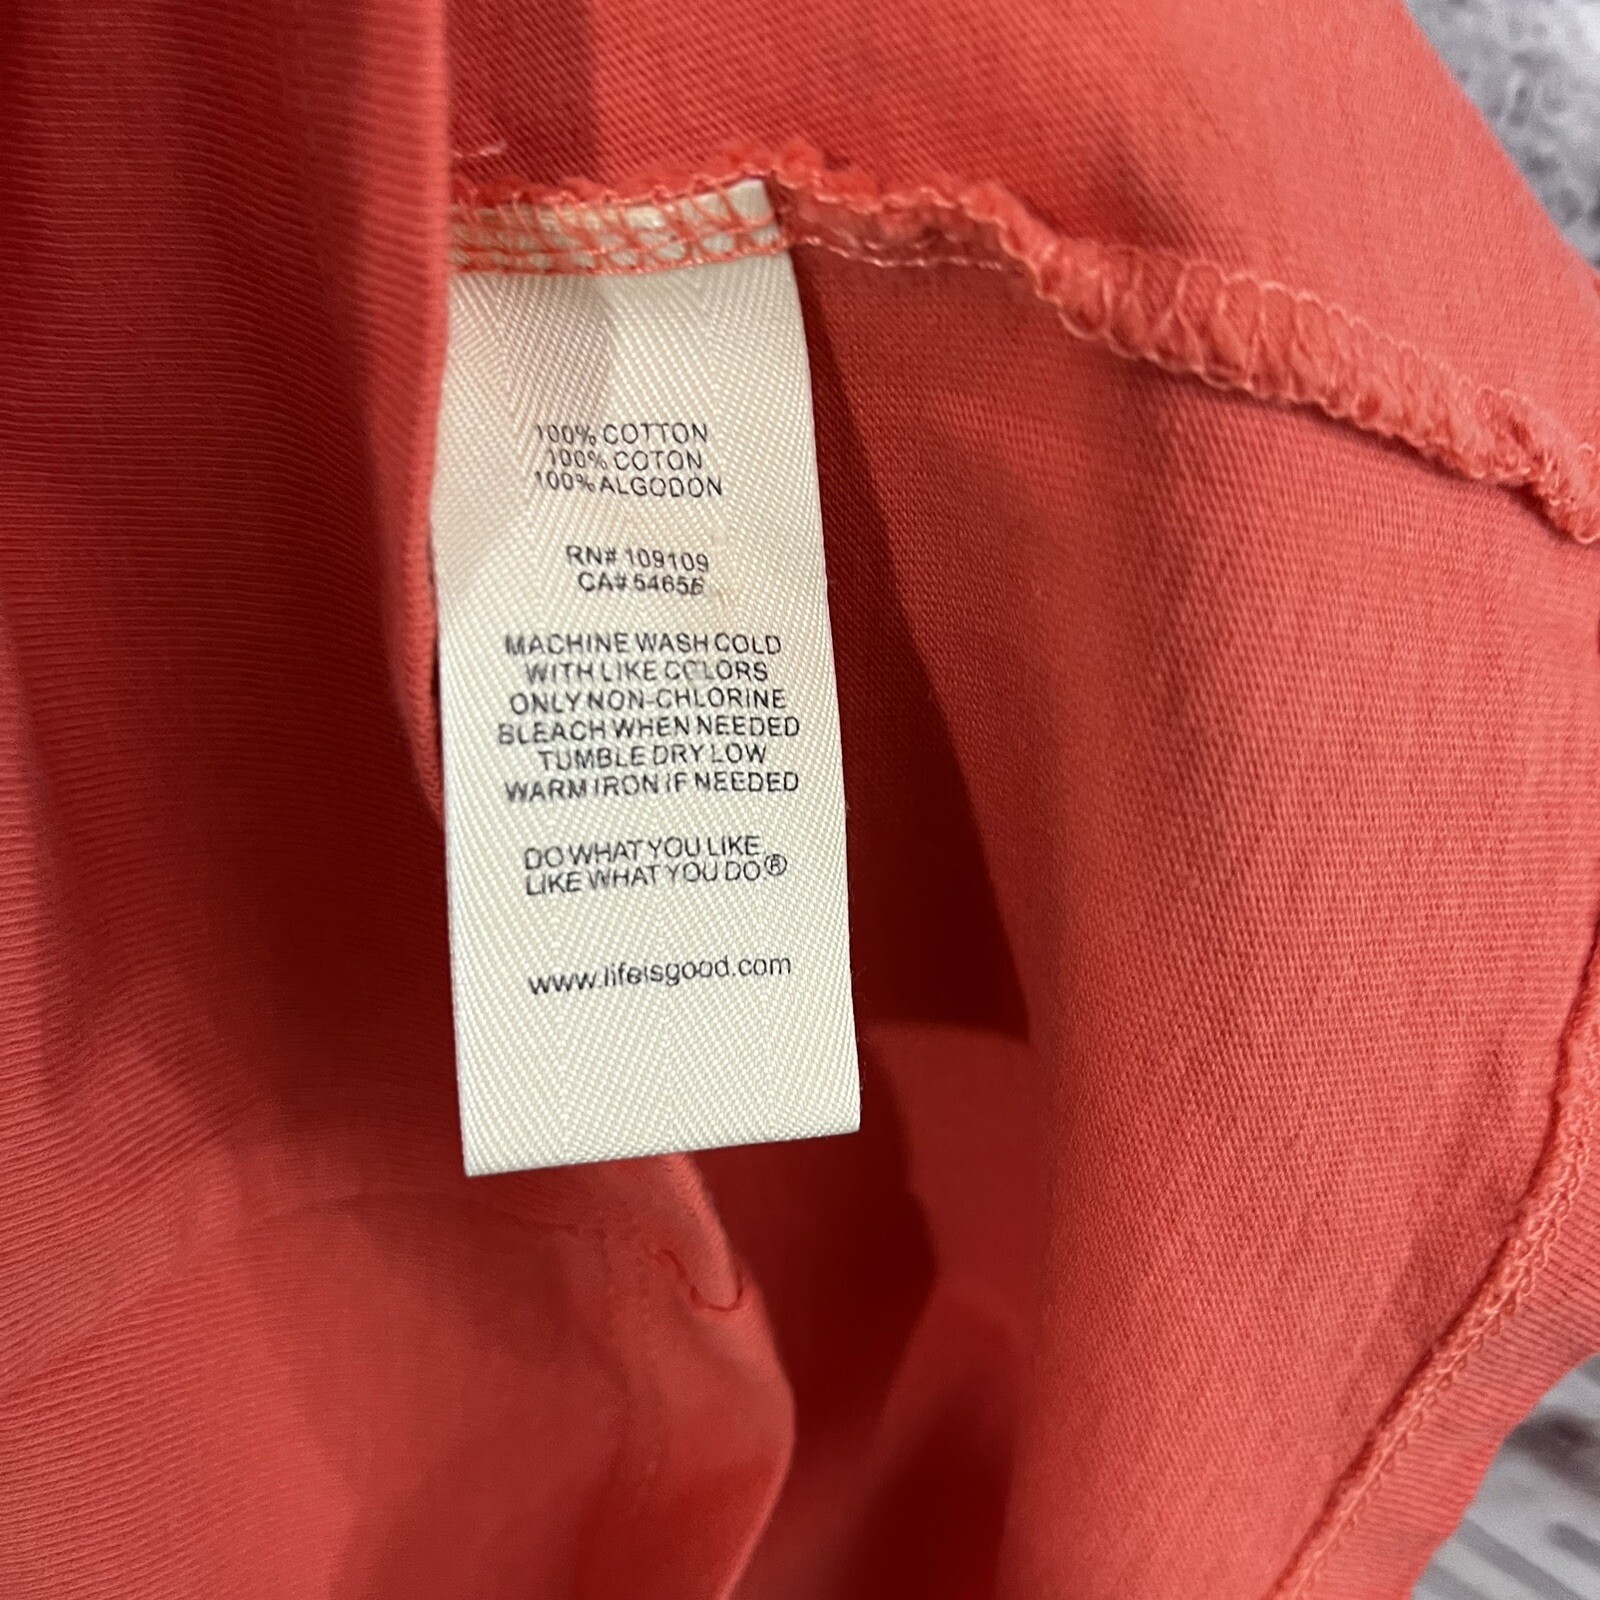 100% COTTON
100% COTON
100% ALGODON
RN# 109109
CA# 54656
MACHINE WASH COLD
WITH LIKE COLORS
ONLY NON-CHLORINE
BLEACH WHEN NEEDED
TUMBLE DRY LOW
WARM IRON IF NEEDED
DO WHAT YOU LIKE
LIKE WHAT YOU DO®
www.lifeisgood.com